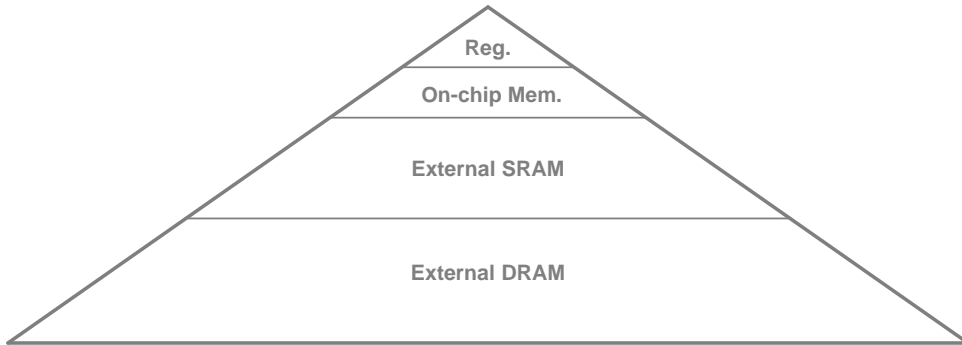 Reg.
On-chip Mem.
External SRAM
External DRAM